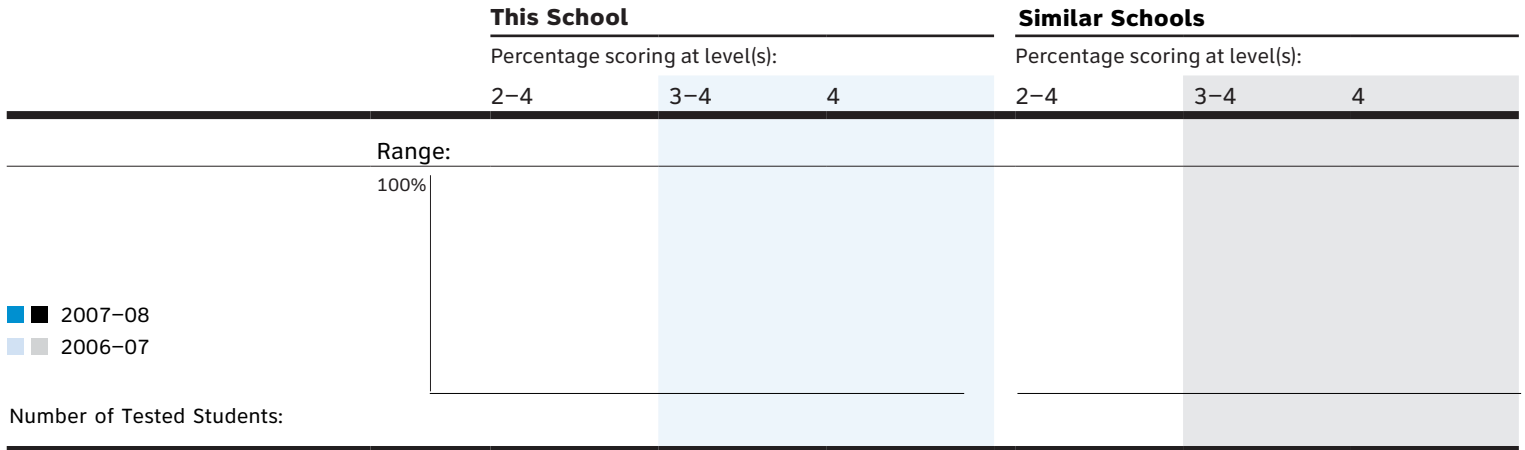 This School Similar Schools
Percentage scoring at level(s): Percentage scoring at level(s):
2–4 3–4 4 2–4 3–4 4
Range:
100%
2007–08
2006–07
Number of Tested Students: